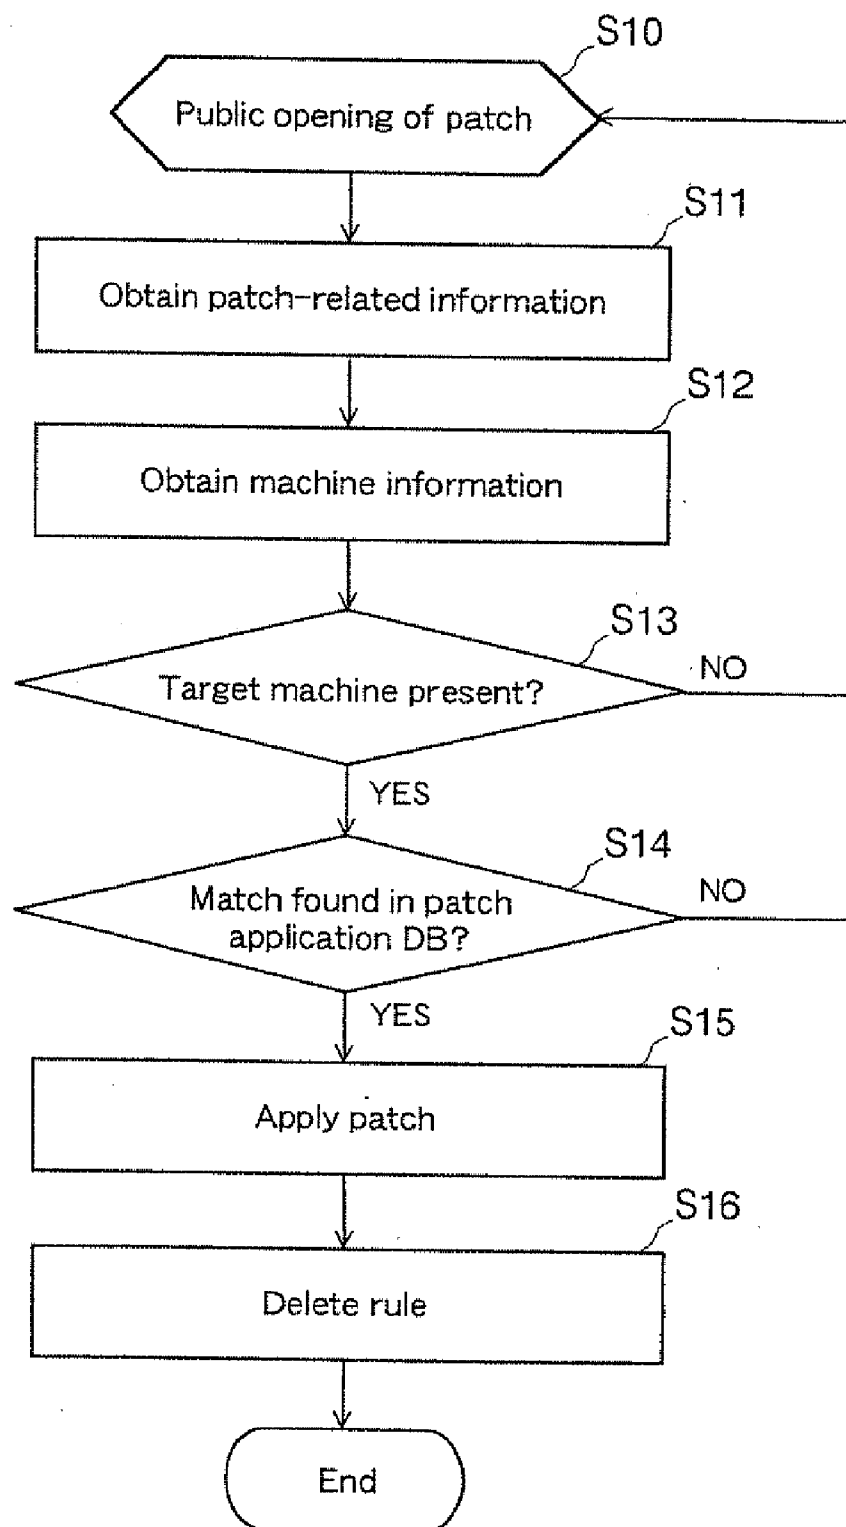 S10
Public opening of patch
S11
Obtain patch-related information
S12
Obtain machine information
S13
Target machine present?
NO
YES
S14
Match found in patch
application DB?
NO
YES
S15
Apply patch
S16
Delete rule
End